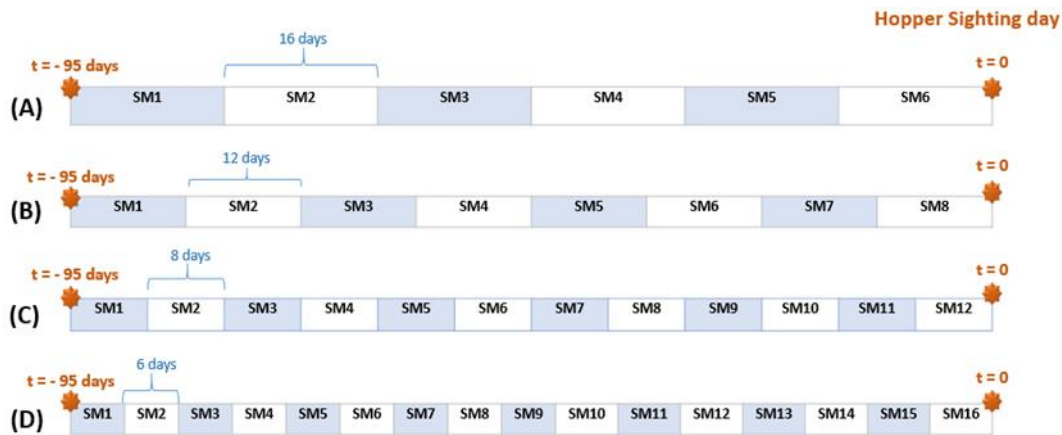 Hopper Sighting day
16 days
t = - 95 days
t = 0
(A)
SM1 SM2 SM3 SM4 SM5 SM6
12 days
t = - 95 days
t = 0
(B)
SM1 SM2 SM3 SM4 SM5 SM6 SM7 SM8
8 days
t = - 95 days
t = 0
(C)
SM1 SM2 SM3 SM4 SM5 SM6 SM7 SM8 SM9 SM10 SM11 SM12
6 days
t = - 95 days
t = 0
(D)
SM1 SM2 SM3 SM4 SM5 SM6 SM7 SM8 SM9 SM10 SM11 SM12 SM13 SM14 SM15 SM16